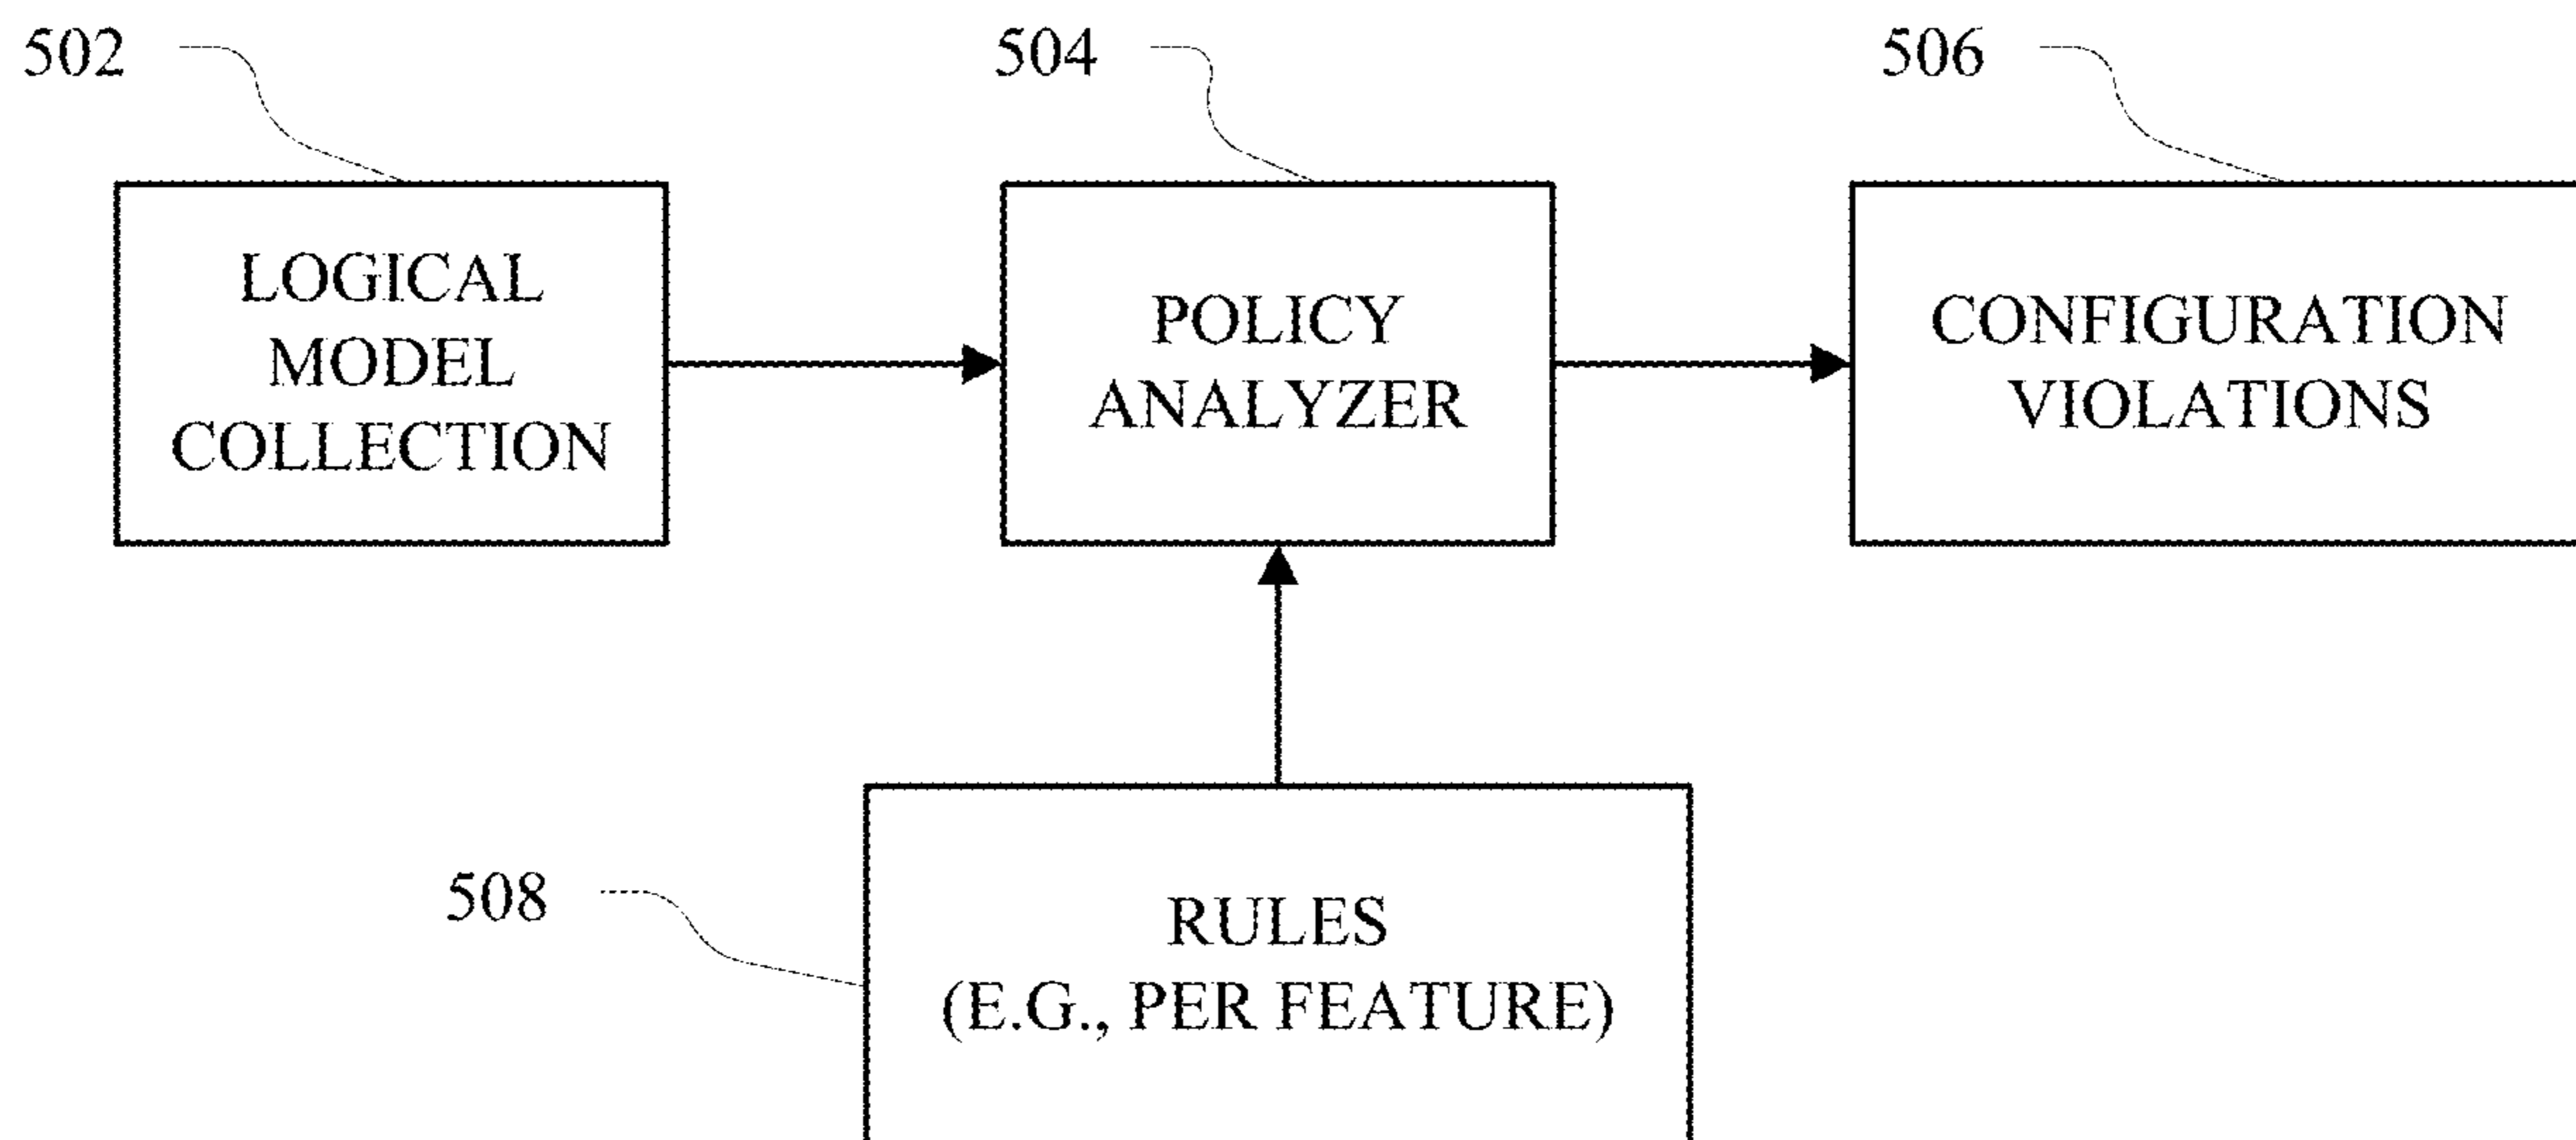 502
504
506
LOGICAL
MODEL
COLLECTION
POLICY
ANALYZER
CONFIGURATION
VIOLATIONS
508
RULES
(E.G., PER FEATURE)